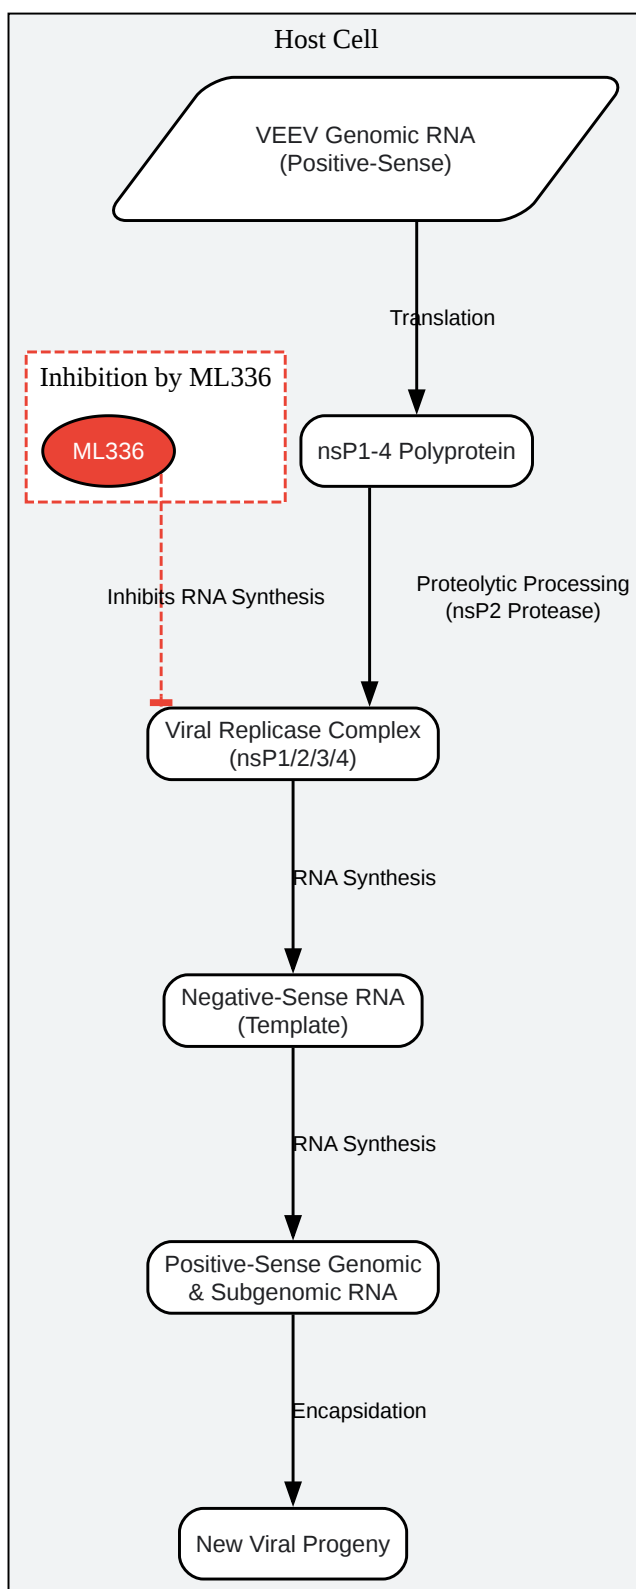 Host Cell
VEEV Genomic RNA
(Positive-Sense)
Translation
Inhibition by ML336
ML336
nsP1-4 Polyprotein
Inhibits RNA Synthesis
Proteolytic Processing
(nsP2 Protease)
Viral Replicase Complex
(nsP1/2/3/4)
RNA Synthesis
Negative-Sense RNA
(Template)
RNA Synthesis
Positive-Sense Genomic
& Subgenomic RNA
Encapsidation
New Viral Progeny